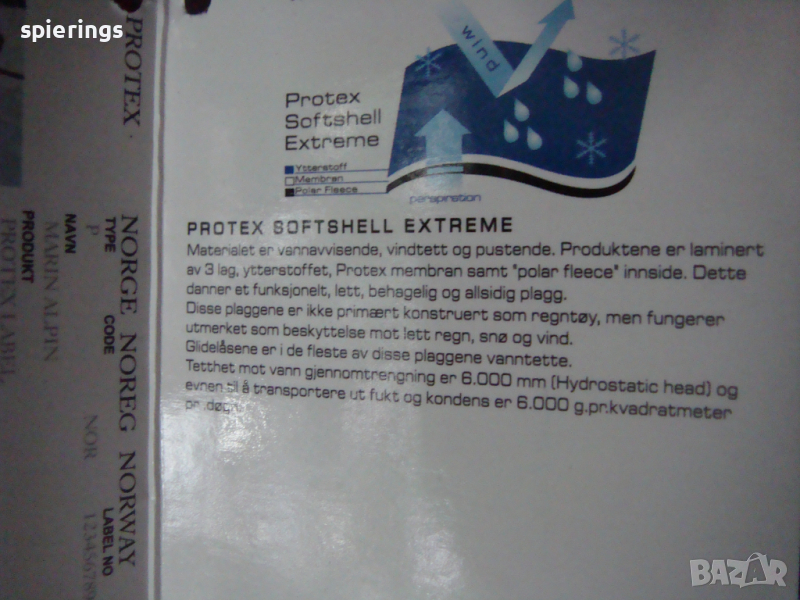 spierings
PROTEX
NORGE NOREG NORWAY
TYPE
P
CODE
NOR
LABEL NO
123456789
NAVN
MARIN ALPIN
PRODUKT
PROTEX LABEL
wind
Protex
Softshell
Extreme
Ytterstoff
Membran
Polar Fleece
perspiration
PROTEX SOFTSHELL EXTREME
Materialet er vannavvisende, vindtett og pustende. Produktene er laminert
av 3 lag, ytterstoffet, Protex membran samt "polar fleece" innside. Dette
danner et funksjonelt, lett, behagelig og allsidig plagg.
Disse plaggene er ikke primært konstruert som regntøy, men fungerer
utmerket som beskyttelse mot lett regn, snø og vind.
Glidelåsene er i de fleste av disse plaggene vanntette.
Tetthet mot vann gjennomtrengning er 6.000 mm (Hydrostatic head) og
evnen til å transportere ut fukt og kondens er 6.000 g.pr.kvadratmeter
pr. døgn.
BAZAR